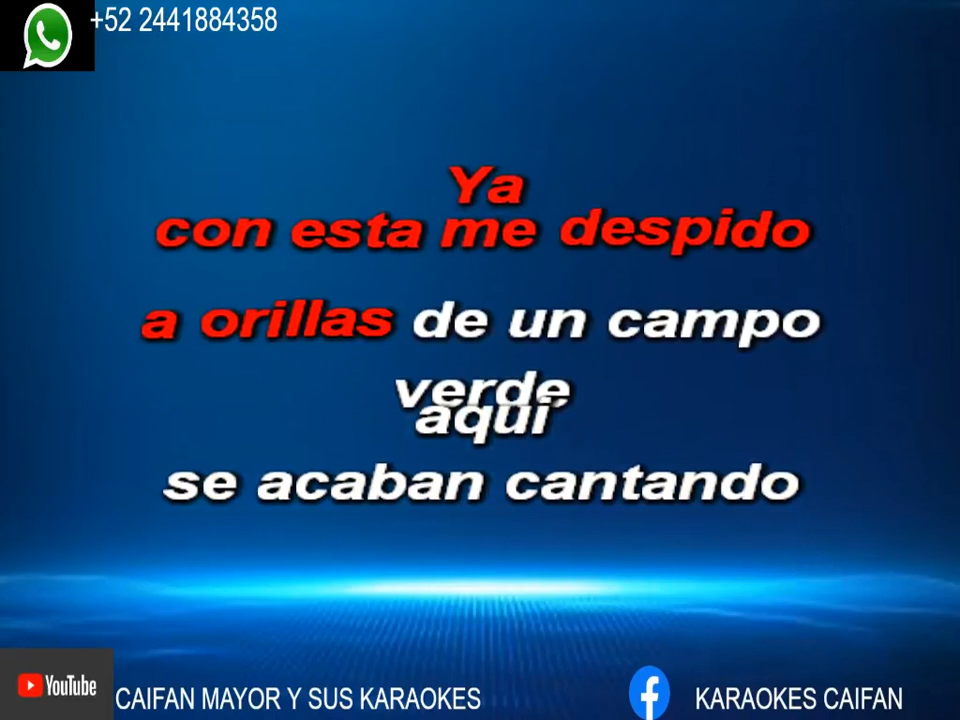 +52 2441884358
Ya
con esta me despido
a orillas de un campo
verde
aquí
se acaban cantando
YouTube
CAIFAN MAYOR Y SUS KARAOKES
KARAOKES CAIFAN